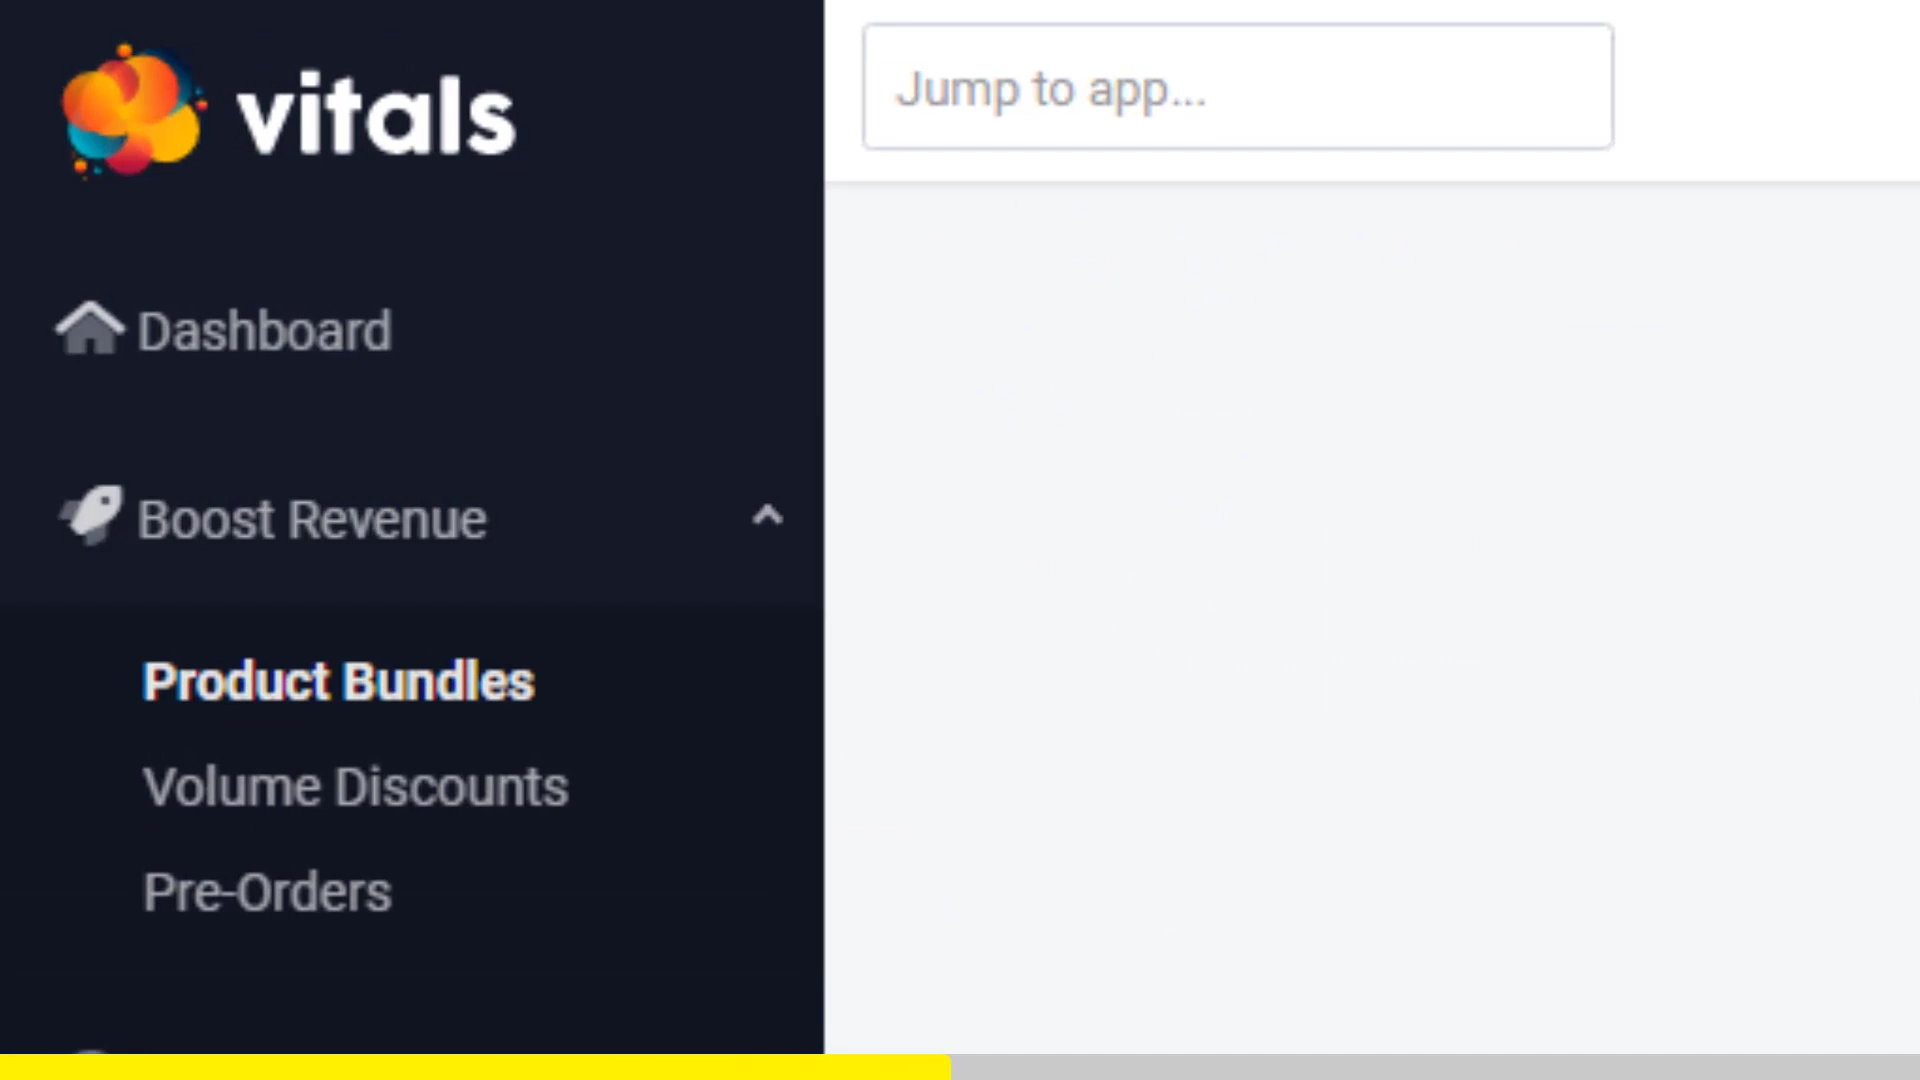 vitals
Jump to app...
Dashboard
Boost Revenue
Product Bundles
Volume Discounts
Pre-Orders